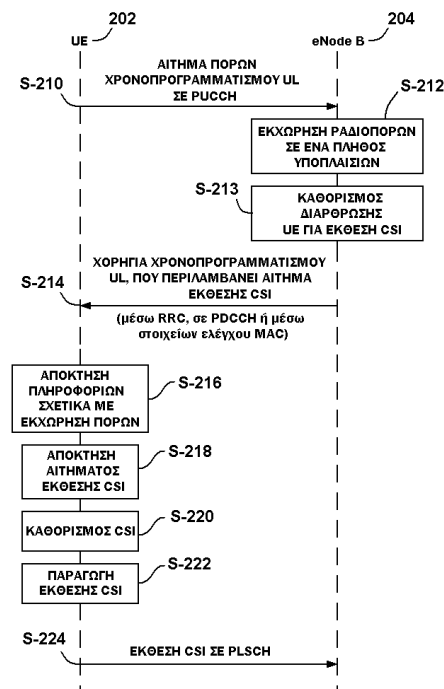 202
204
UE
eNode B
S-210
ΑΙΤΗΜΑ ΠΟΡΩΝ
ΧΡΟΝΟΠΡΟΓΡΑΜΜΑΤΙΣΜΟΥ UL
ΣΕ PUCCH
S-212
ΕΚΧΩΡΗΣΗ ΡΑΔΙΟΠΟΡΩΝ
ΣΕ ΕΝΑ ΠΛΗΘΟΣ
ΥΠΟΠΛΑΙΣΙΩΝ
S-213
ΚΑΘΟΡΙΣΜΟΣ
ΔΙΑΡΘΡΩΣΗΣ
UE ΓΙΑ ΕΚΘΕΣΗ CSI
S-214
ΧΟΡΗΓΙΑ ΧΡΟΝΟΠΡΟΓΡΑΜΜΑΤΙΣΜΟΥ
UL, ΠΟΥ ΠΕΡΙΛΑΜΒΑΝΕΙ ΑΙΤΗΜΑ
ΕΚΘΕΣΗΣ CSI
(μέσω RRC, σε PDCCH ή μέσω
στοιχείων ελέγχου MAC)
ΑΠΟΚΤΗΣΗ
ΠΛΗΡΟΦΟΡΙΩΝ
ΣΧΕΤΙΚΑ ΜΕ
ΕΚΧΩΡΗΣΗ ΠΟΡΩΝ
S-216
ΑΠΟΚΤΗΣΗ
ΑΙΤΗΜΑΤΟΣ
ΕΚΘΕΣΗΣ CSI
S-218
ΚΑΘΟΡΙΣΜΟΣ CSI
S-220
ΠΑΡΑΓΩΓΗ
ΕΚΘΕΣΗΣ CSI
S-222
S-224
ΕΚΘΕΣΗ CSI ΣΕ PLSCH